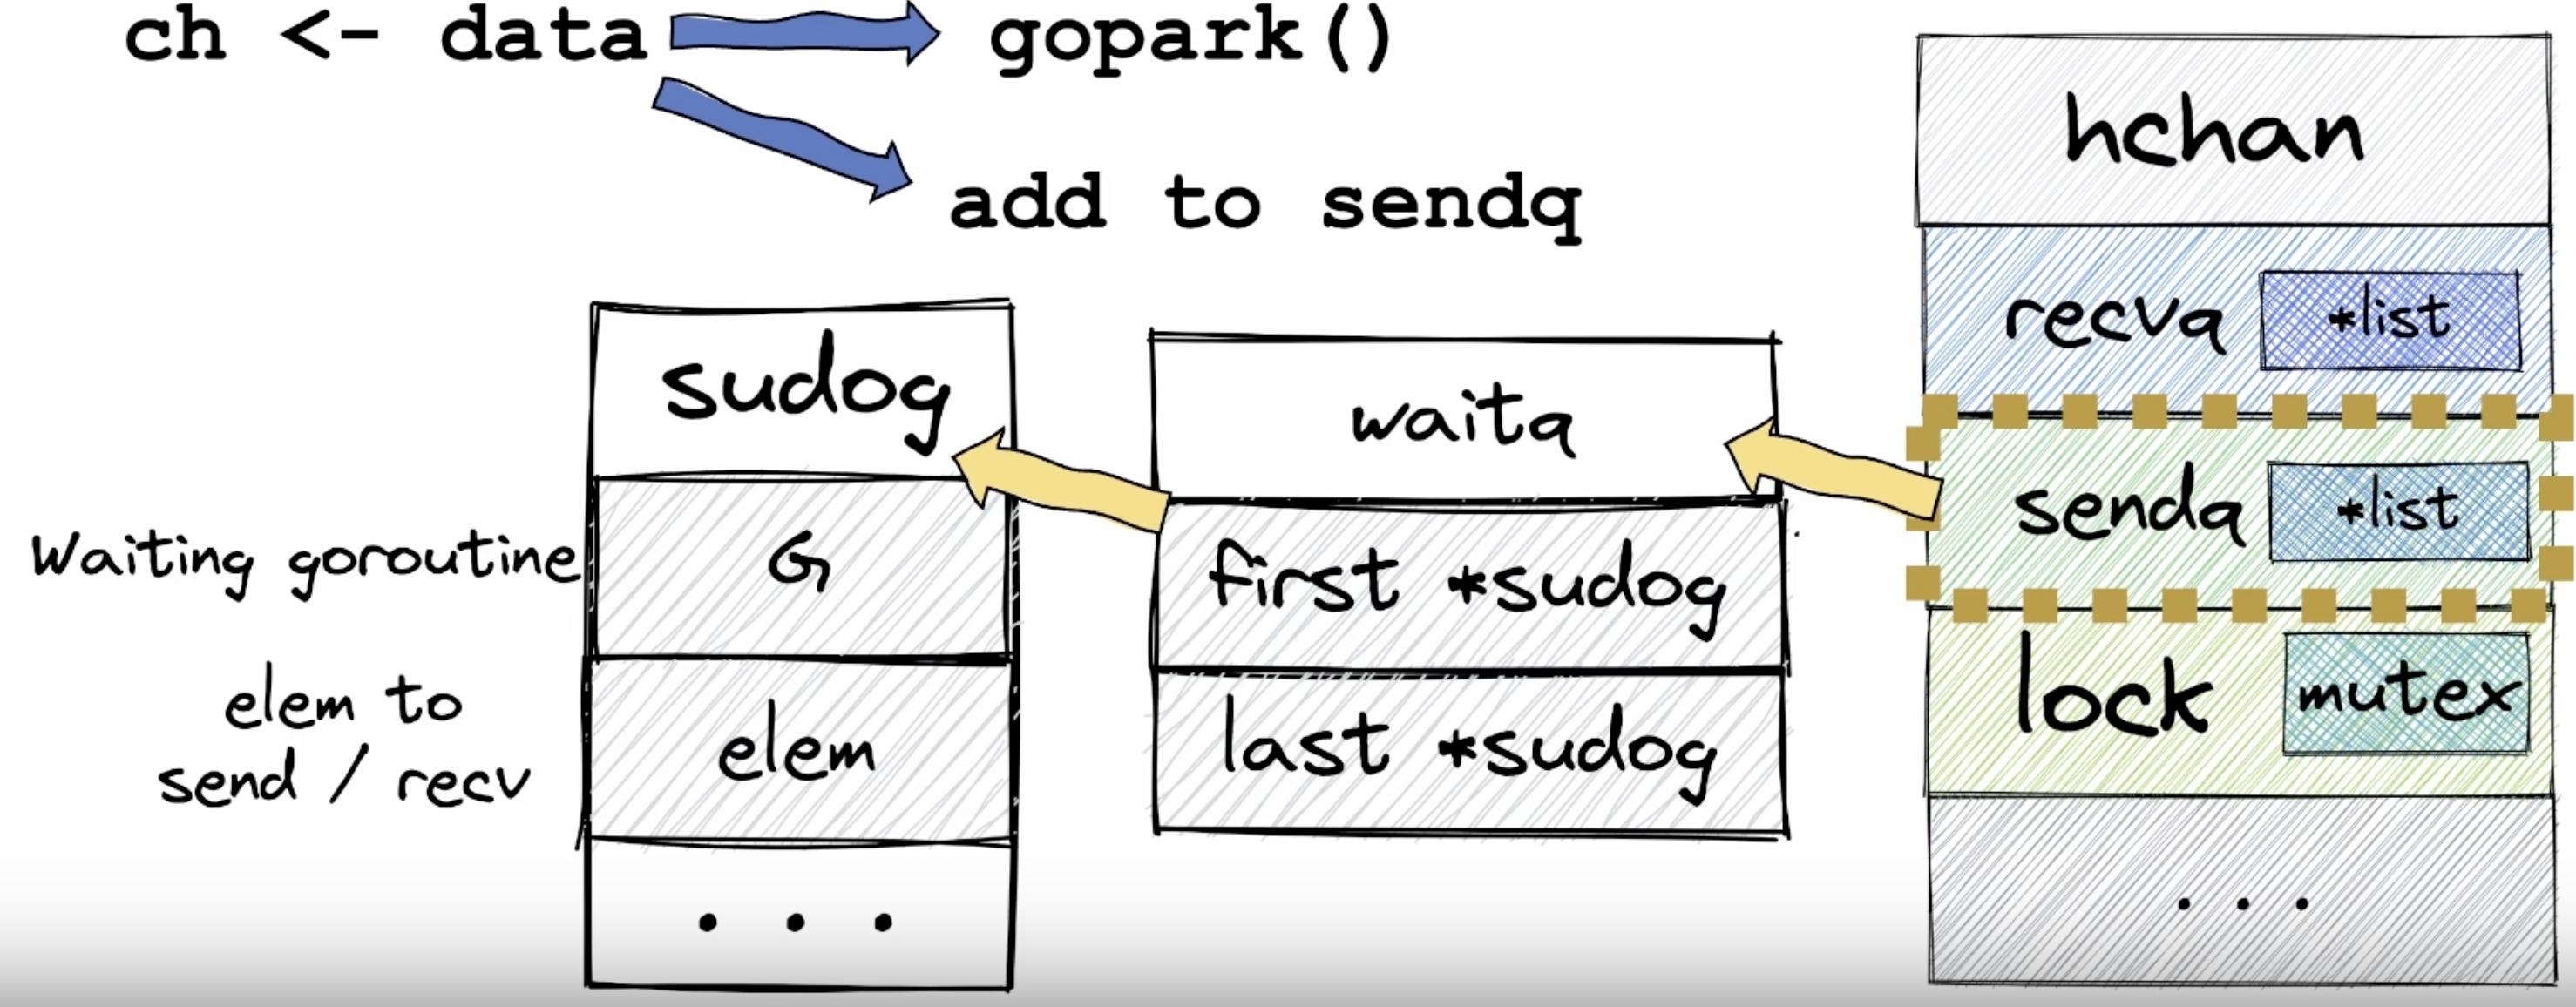 ch <- data
gopark()
add to sendq
hchan
recvq
*list
sendq
*list
lock
mutex
. . .
waitq
first *sudog
last *sudog
sudog
Waiting goroutine
G
elem to
send / recv
elem
. . .